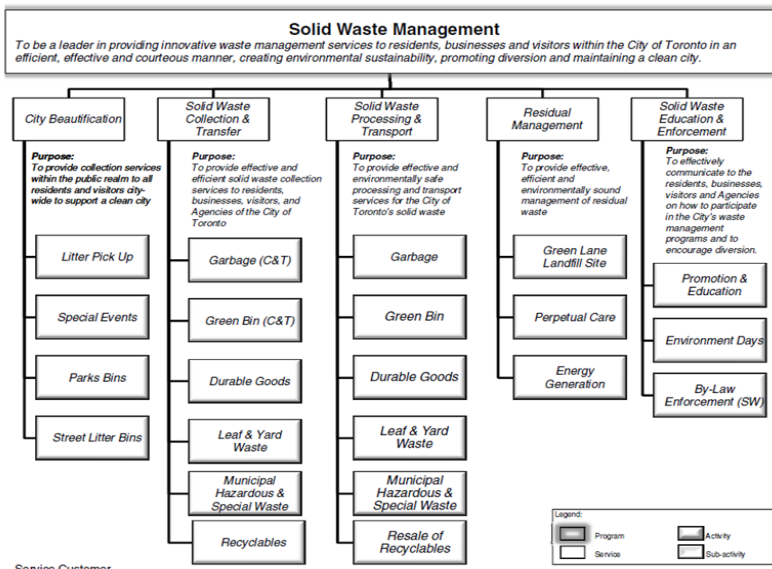 Solid Waste Management
To be a leader in providing innovative waste management services to residents, businesses and visitors within the City of Toronto in an
efficient, effective and courteous manner, creating environmental sustainability, promoting diversion and maintaining a clean city.
City Beautification
Purpose:
To provide collection services
within the public realm to all
residents and visitors city-
wide to support a clean city
Litter Pick Up
Special Events
Parks Bins
Street Litter Bins
Solid Waste
Collection &
Transfer
Purpose:
To provide effective and
efficient solid waste collection
services to residents,
businesses, visitors, and
Agencies of the City of
Toronto
Garbage (C&T)
Green Bin (C&T)
Durable Goods
Leaf & Yard
Waste
Municipal
Hazardous &
Special Waste
Recyclables
Solid Waste
Processing &
Transport
Purpose:
To provide effective and
environmentally safe
processing and transport
services for the City of
Toronto's solid waste
Garbage
Green Bin
Durable Goods
Leaf & Yard
Waste
Municipal
Hazardous &
Special Waste
Resale of
Recyclables
Residual
Management
Purpose:
To provide effective,
efficient and
environmentally sound
management of residual
waste
Green Lane
Landfill Site
Perpetual Care
Energy
Generation
Solid Waste
Education &
Enforcement
Purpose:
To effectively
communicate to the
residents, businesses,
visitors and Agencies
on how to participate
in the City's waste
management
programs and to
encourage diversion.
Promotion &
Education
Environment Days
By-Law
Enforcement (SW)
Legend:
Program
Activity
Service
Sub-activity
Service Customer